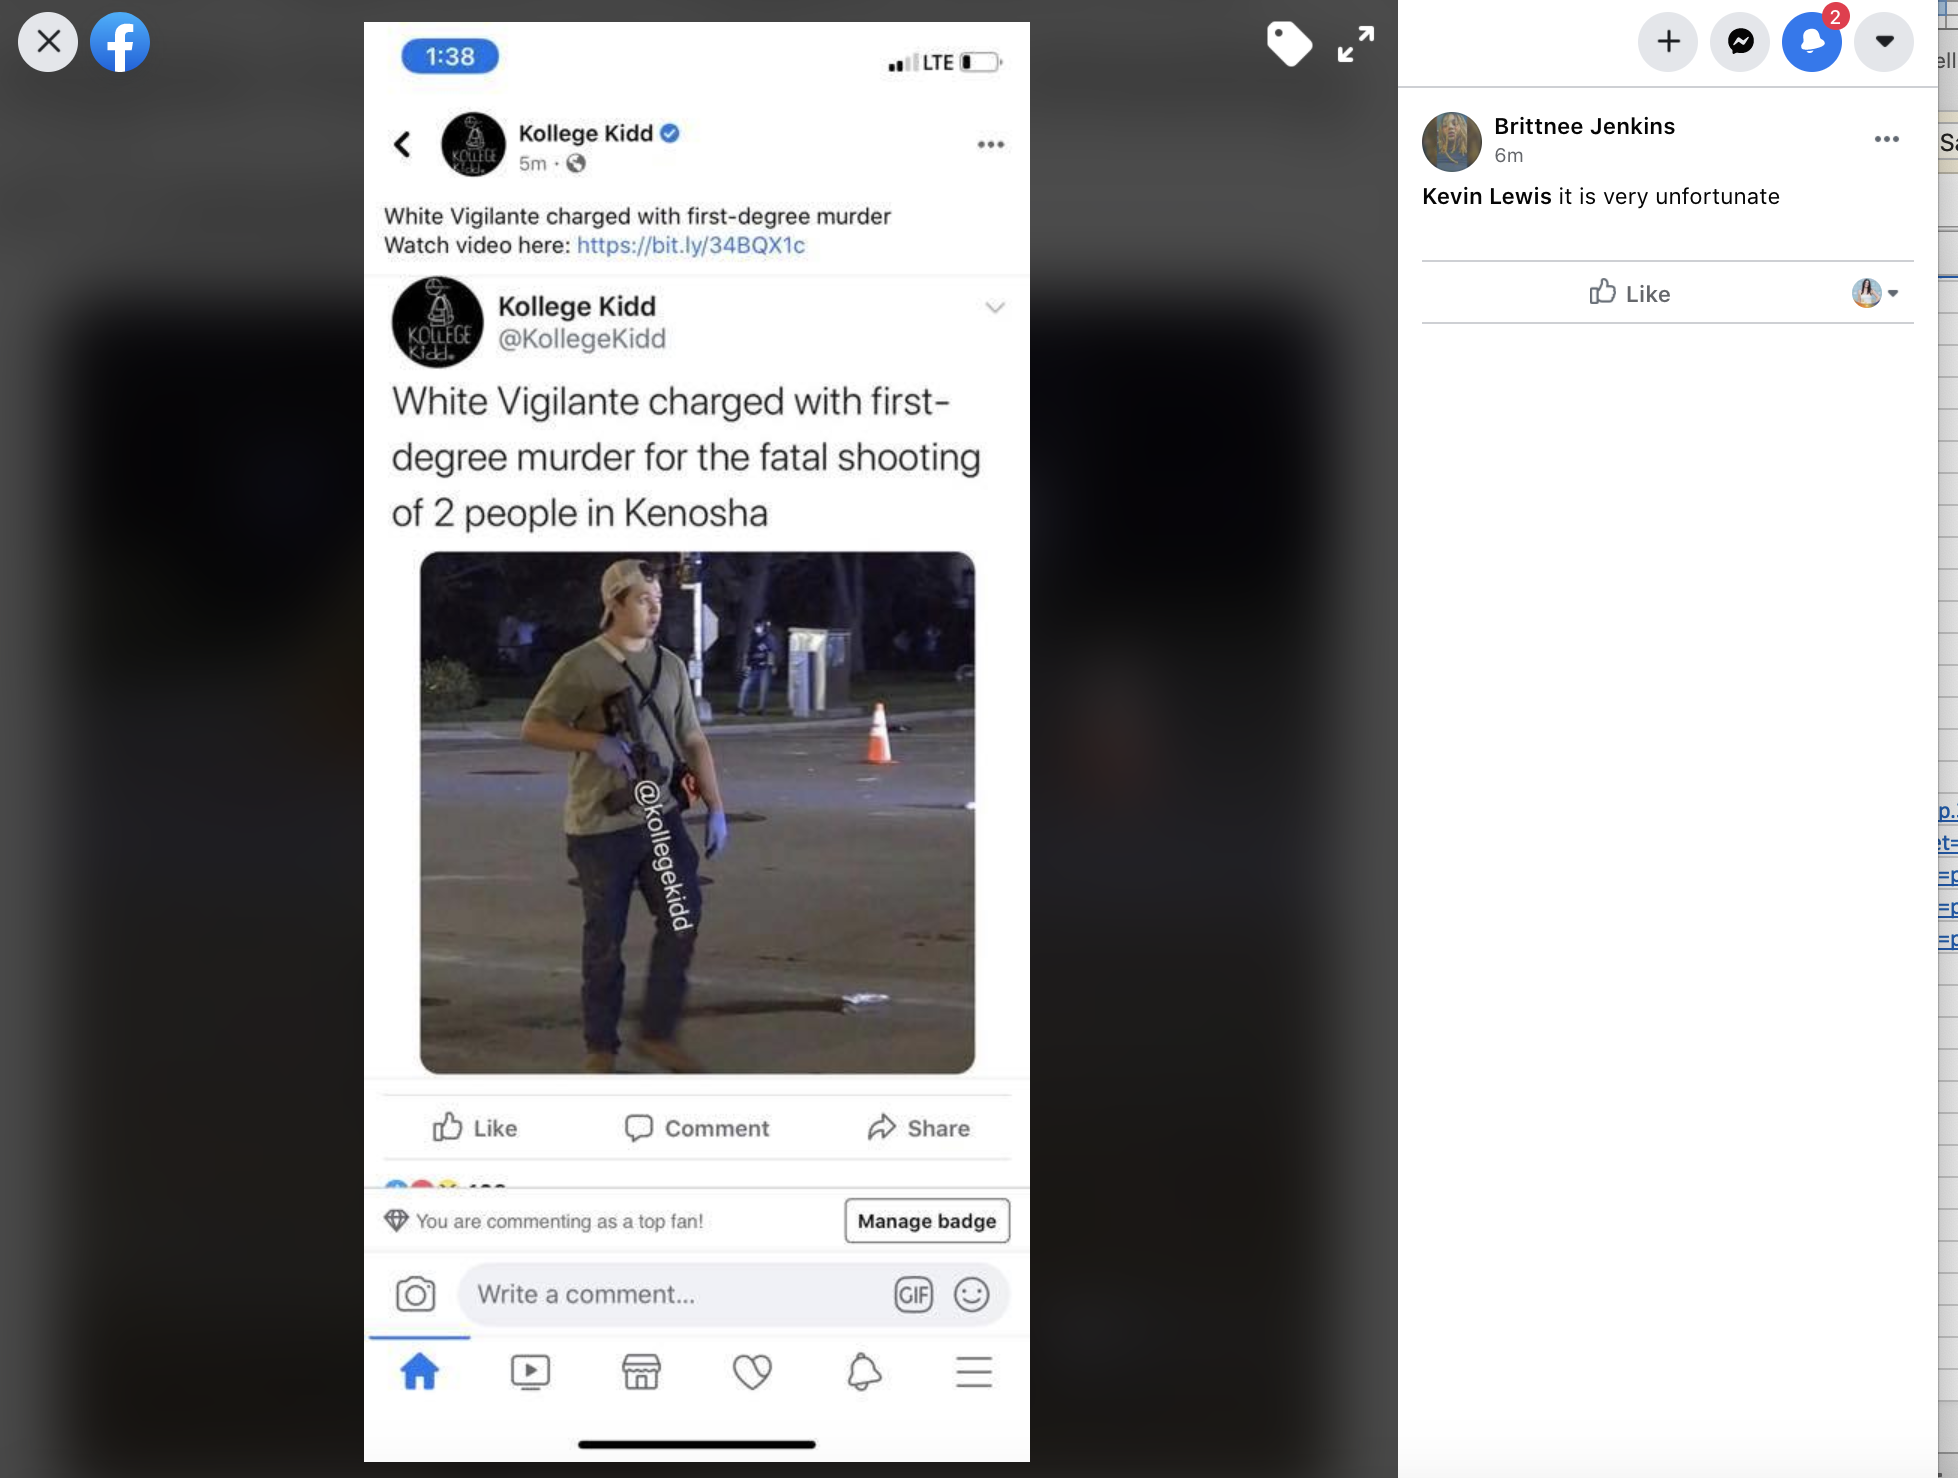 1:38
LTE
Kollege Kidd
5m ·
White Vigilante charged with first-degree murder
Watch video here: https://bit.ly/34BQX1c
KOLLEGE
Kidd
Kollege Kidd
@KollegeKidd
White Vigilante charged with first-
degree murder for the fatal shooting
of 2 people in Kenosha
@kollegekidd
Like
Comment
Share
You are commenting as a top fan!
Manage badge
Write a comment...
GIF
2
Brittnee Jenkins
6m
Kevin Lewis it is very unfortunate
Like